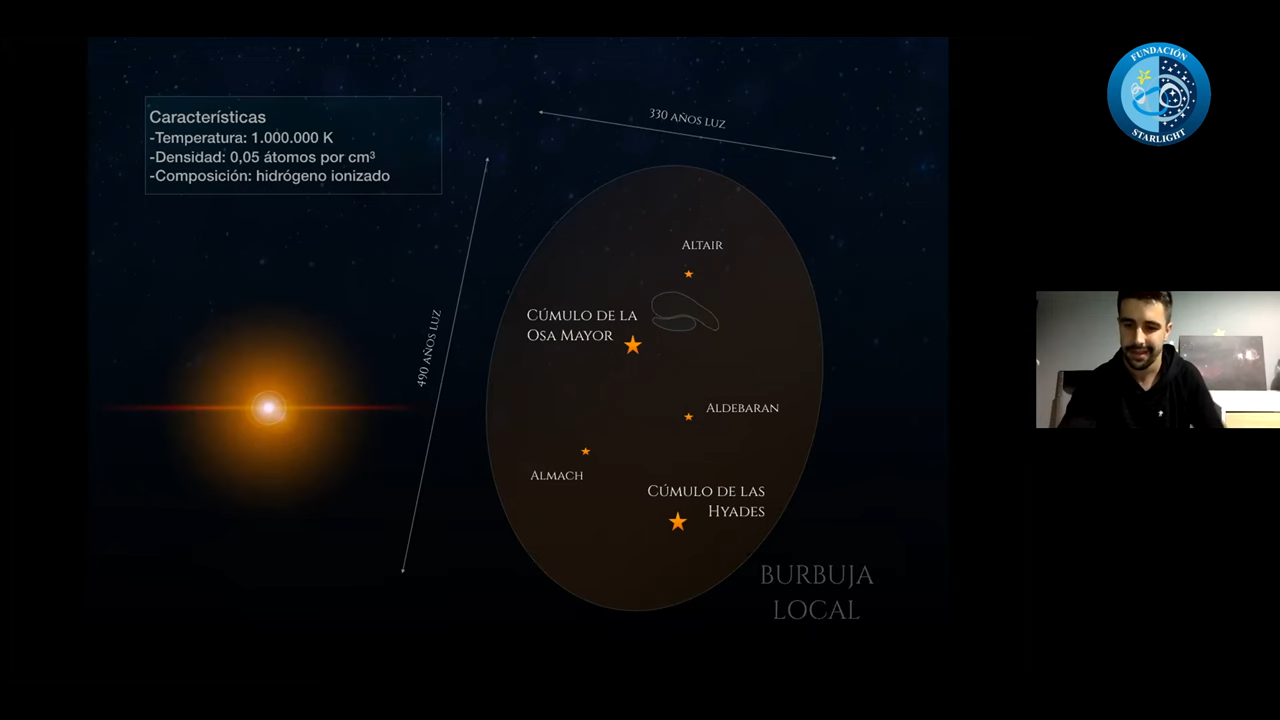 FUNDACIÓN
STARLIGHT
330 AÑOS LUZ
Características
-Temperatura: 1.000.000 K
-Densidad: 0,05 átomos por cm³
-Composición: hidrógeno ionizado
ALTAIR
CÚMULO DE LA
OSA MAYOR
490 AÑOS LUZ
ALDEBARAN
ALMACH
CÚMULO DE LAS
HYADES
BURBUJA
LOCAL